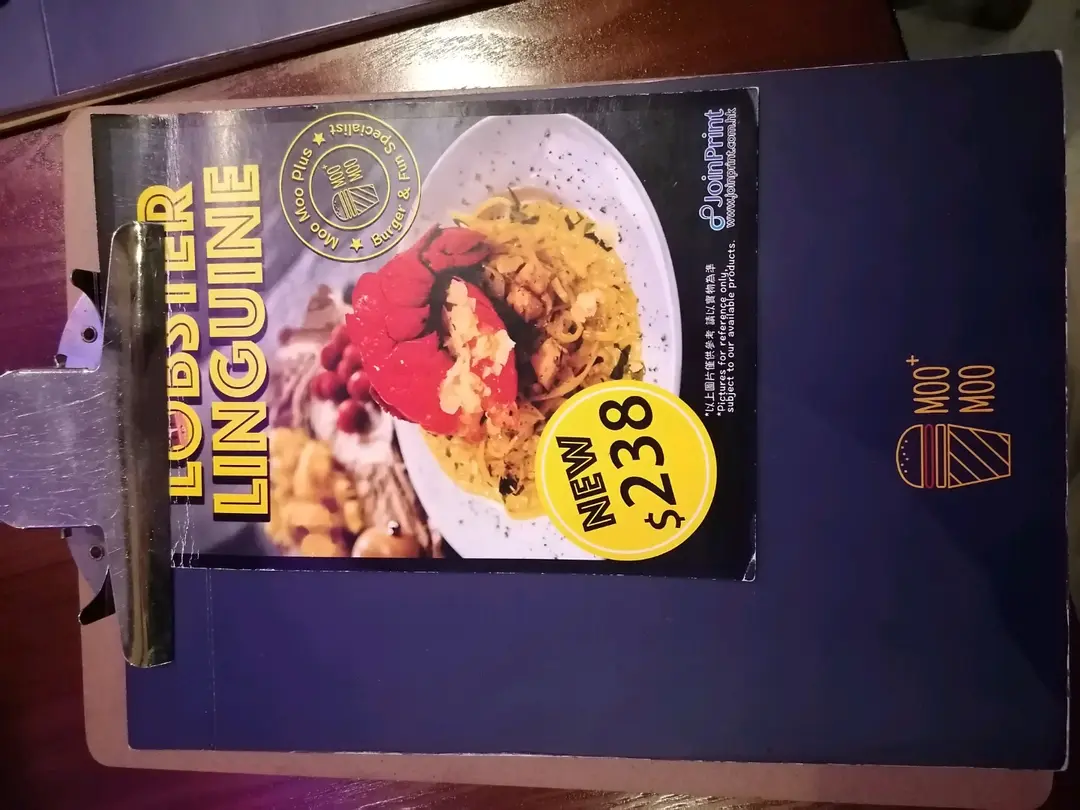 LOBSTER
LINGUINE
Moo Moo Plus ★ Burger & Fun Specialist ★
MOO+
MOO
NEW
$238
*以上圖片僅供參考 請以實物為準
*Pictures for reference only,
subject to our available products.
JoinPrint
www.joinprint.com.hk
MOO+
MOO